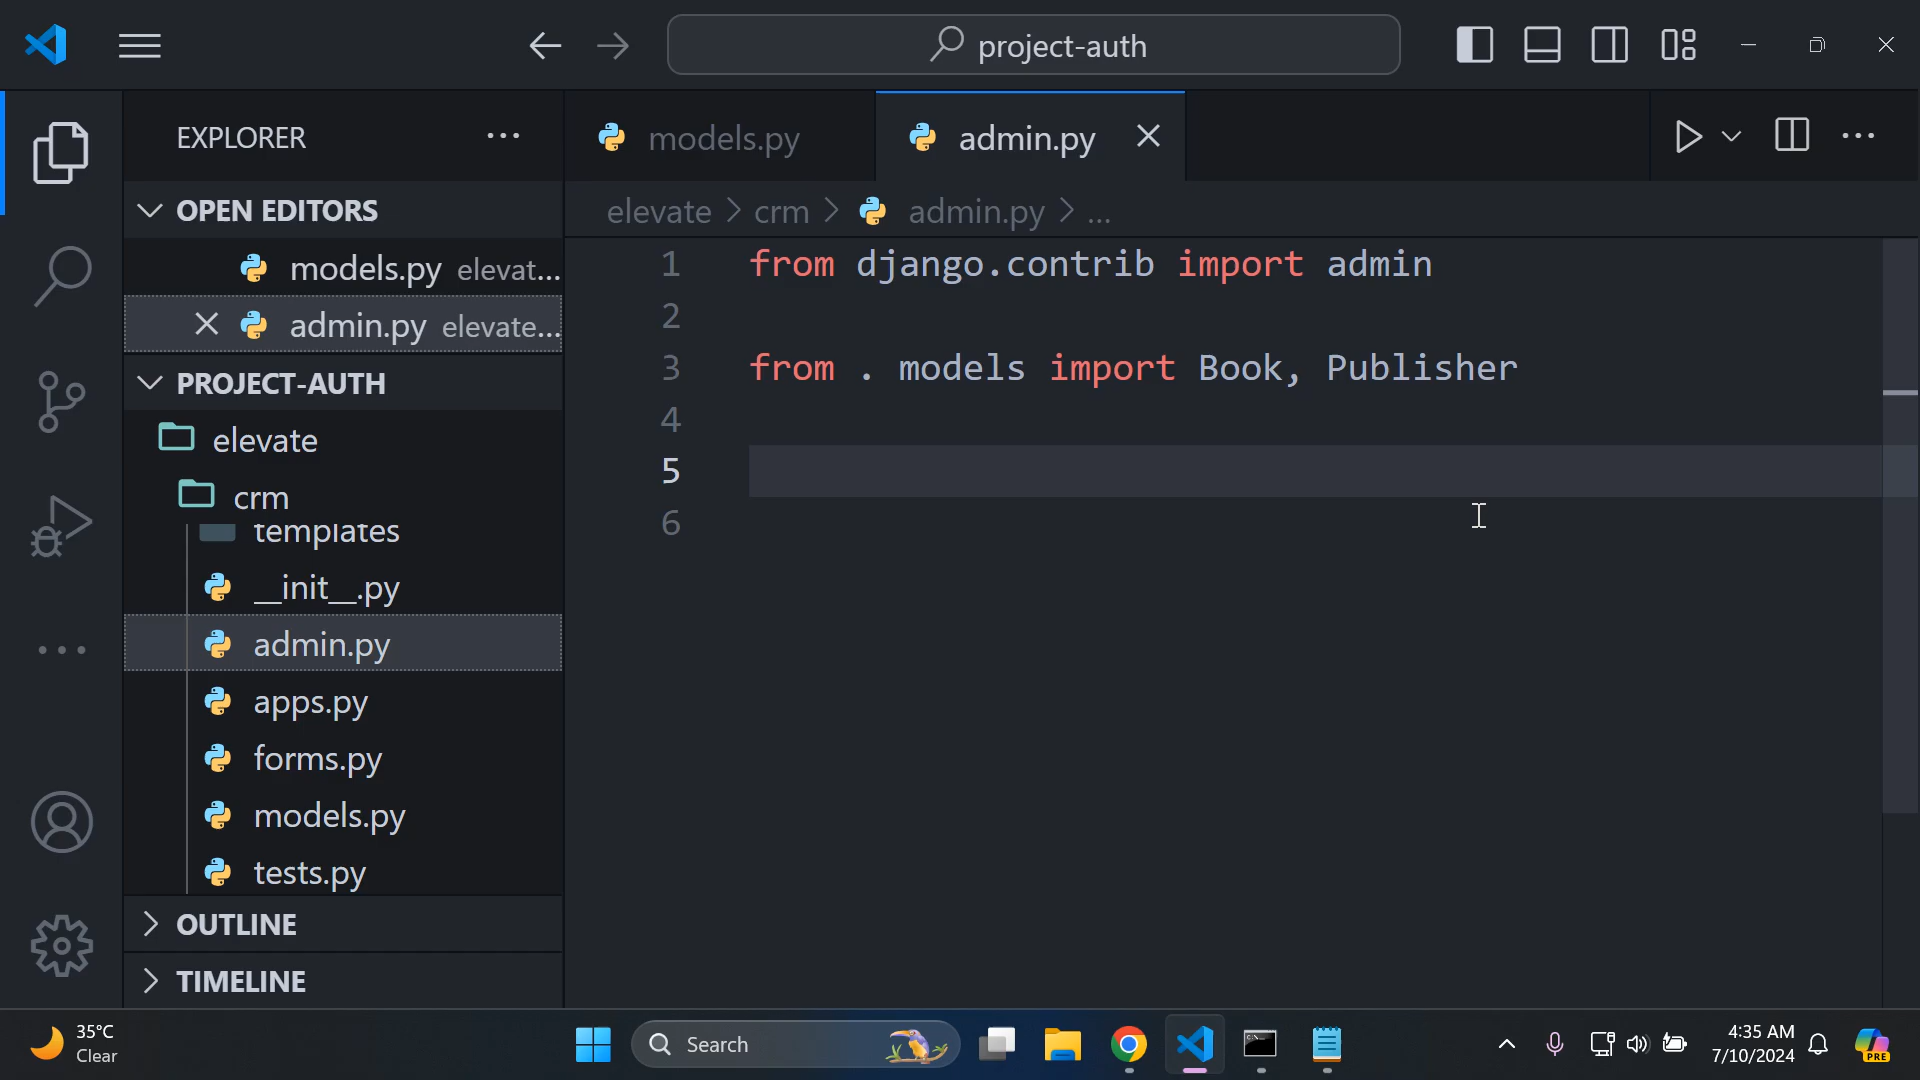 project-auth
EXPLORER
models.py
admin.py
OPEN EDITORS
models.py elevat...
admin.py elevate...
PROJECT-AUTH
elevate
crm
templates
__init__.py
admin.py
apps.py
forms.py
models.py
tests.py
OUTLINE
TIMELINE
elevate > crm > admin.py > ...
1 from django.contrib import admin
2
3 from . models import Book, Publisher
4
5
6
35°C
Clear
Search
4:35 AM
7/10/2024
PRE